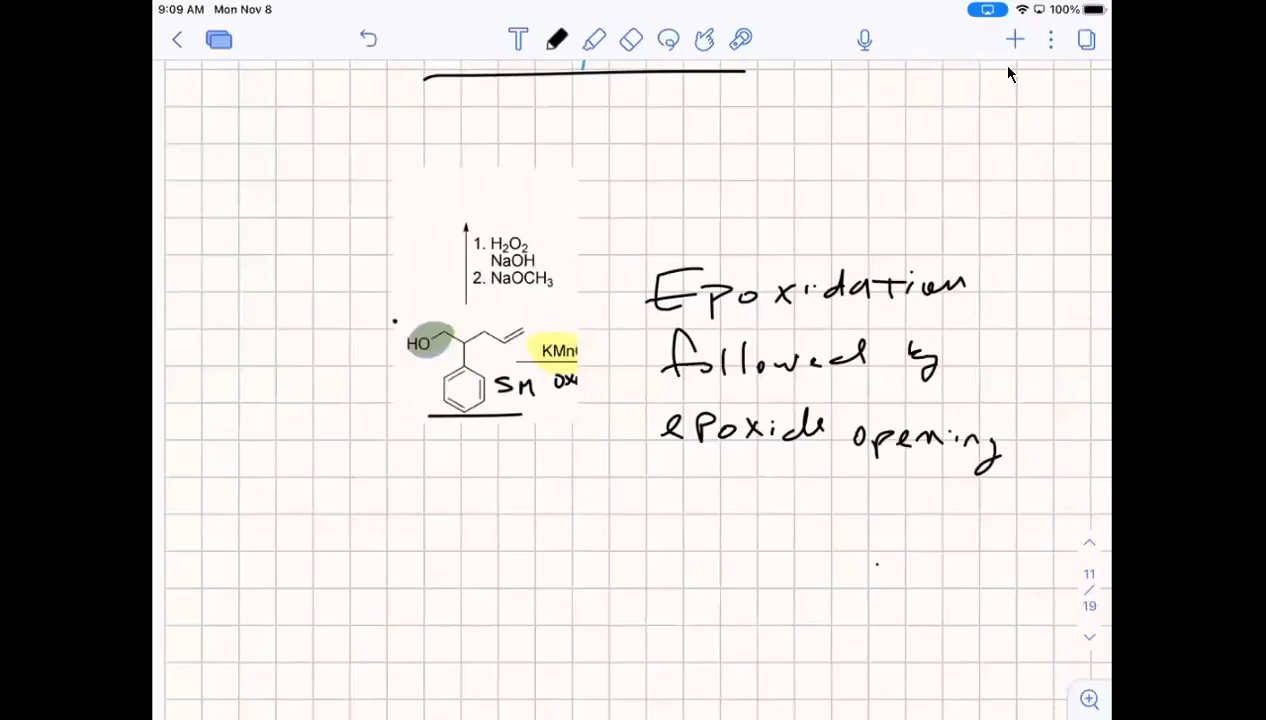 9:09 AM Mon Nov 8
100%
1. H₂O₂
NaOH
2. NaOCH₃
HO
KMn
SM
Epoxidation
followed by
epoxide opening
11
19